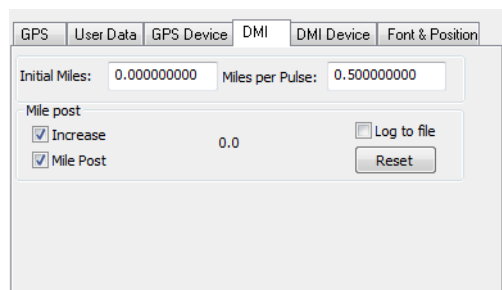 GPS User Data GPS Device DMI DMI Device Font & Position
Initial Miles: 0.000000000 Miles per Pulse: 0.500000000
Mile post
Increase 0.0 Log to file
Mile Post Reset